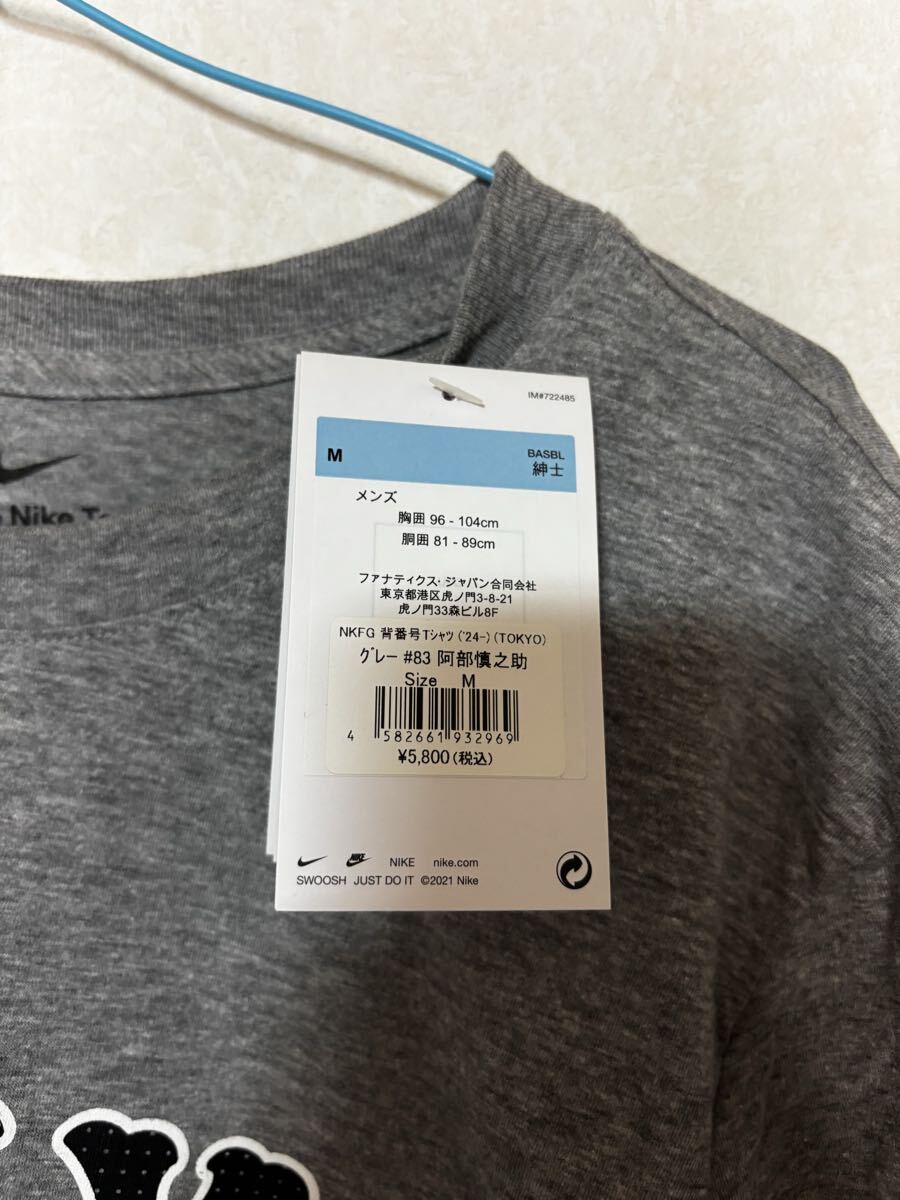 IM#722485
M
BASBL
紳士
メンズ
胸囲 96 - 104cm
胴囲 81 - 89cm
ファナティクス・ジャパン合同会社
東京都港区虎ノ門3-8-21
虎ノ門33森ビル8F
NKFG 背番号Tシャツ('24-)(TOKYO)
グレー #83 阿部慎之助
Size M
4 582661 932969
¥5,800(税込)
NIKE NIKE nike.com
SWOOSH JUST DO IT ©2021 Nike
Nike